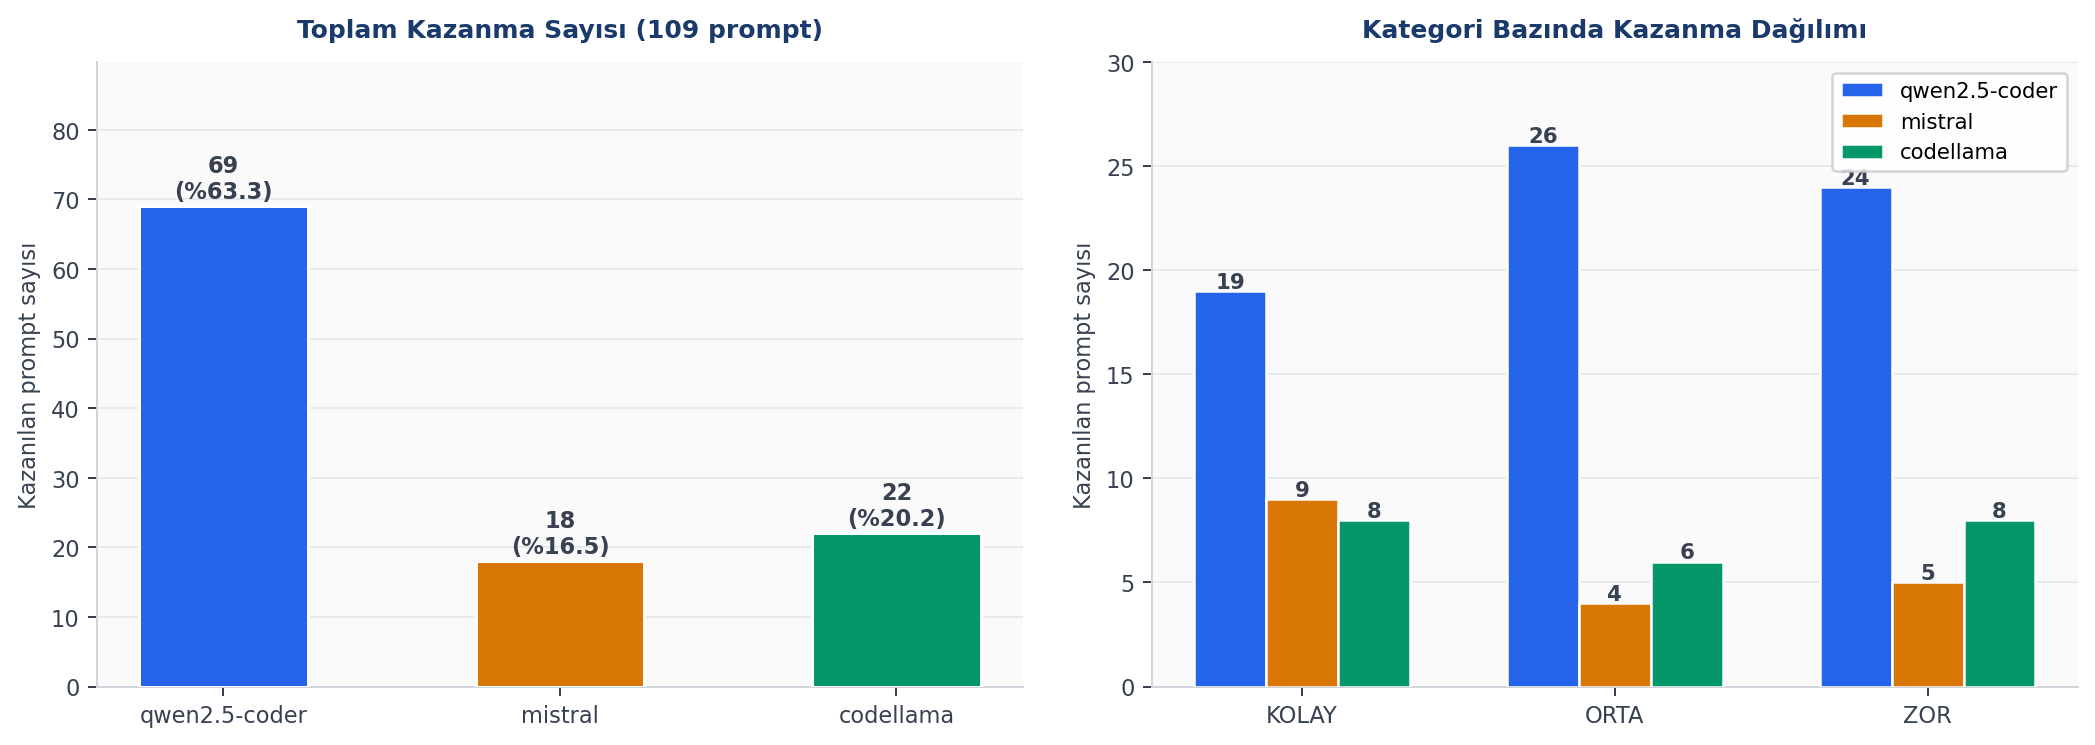 Toplam Kazanma Sayısı (109 prompt)
Kazanılan prompt sayısı
80
70
60
50
40
30
20
10
0
69
(%63.3)
18
(%16.5)
22
(%20.2)
qwen2.5-coder
mistral
codellama
Kategori Bazında Kazanma Dağılımı
Kazanılan prompt sayısı
30
25
20
15
10
5
0
qwen2.5-coder
mistral
codellama
19
9
8
26
4
6
24
5
8
KOLAY
ORTA
ZOR